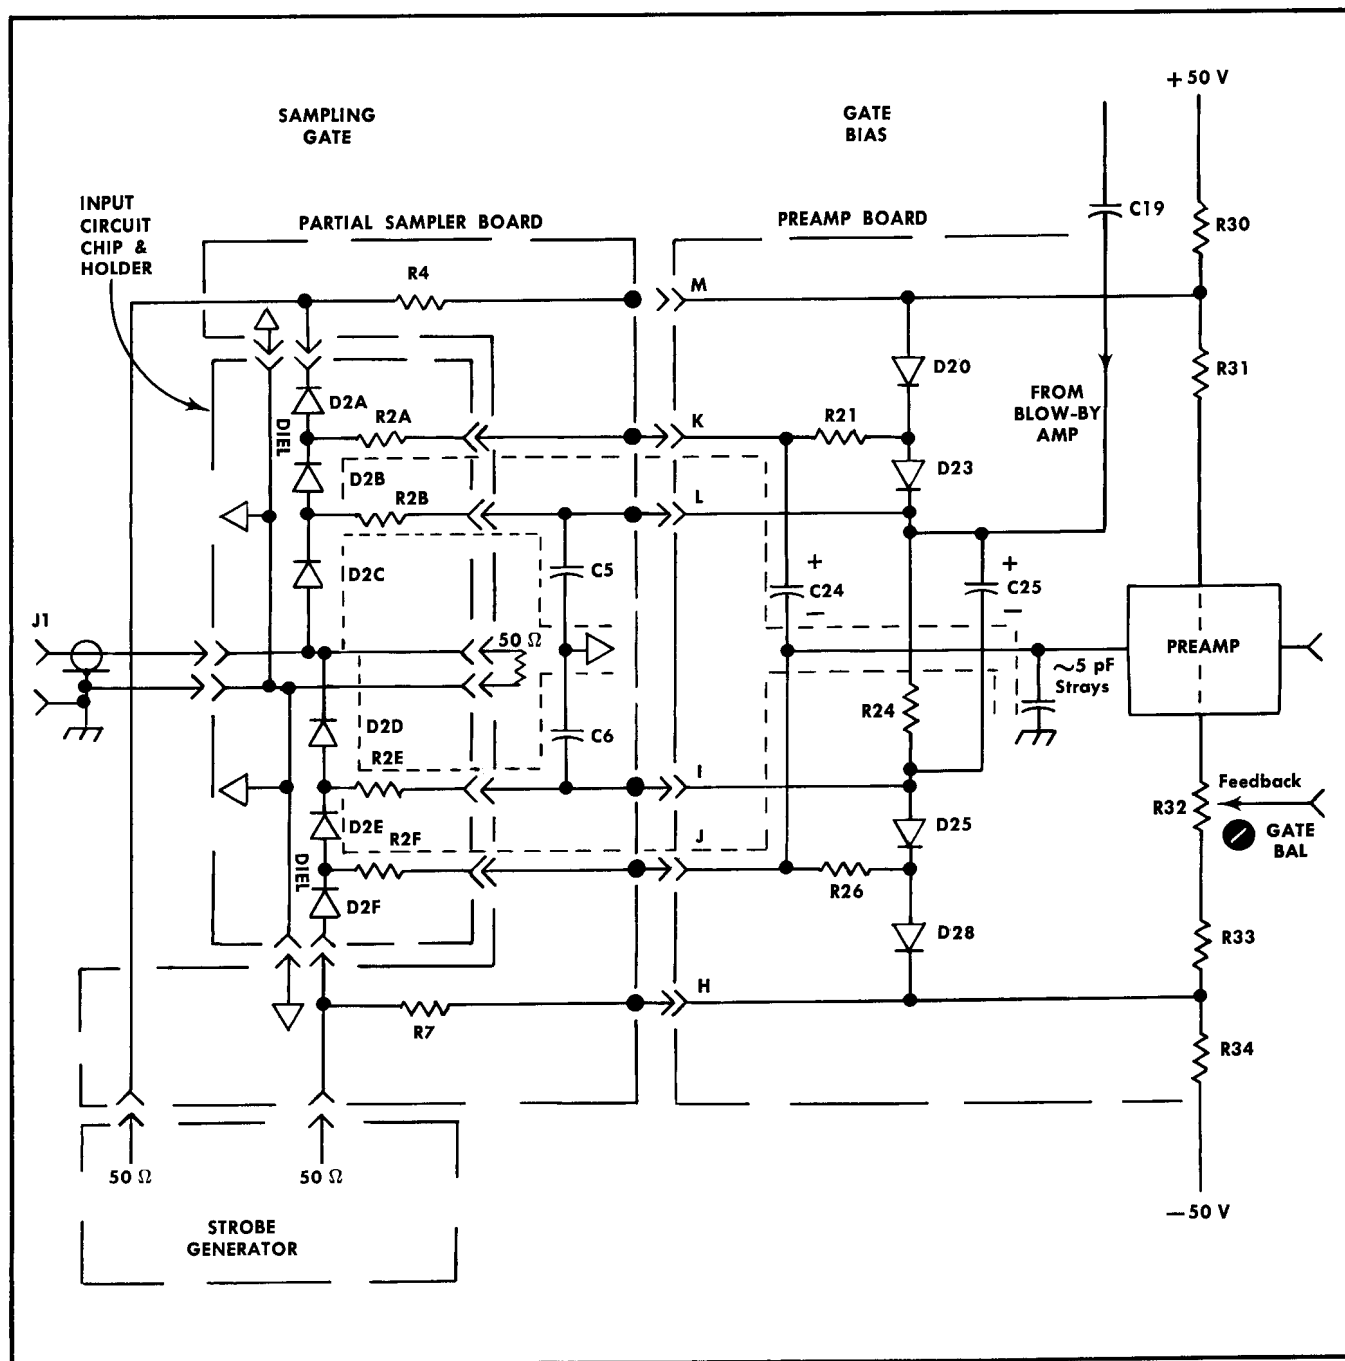 +50 V
SAMPLING
GATE
GATE
BIAS
INPUT
CIRCUIT
CHIP &
HOLDER
PARTIAL SAMPLER BOARD
PREAMP BOARD
C19
R30
R4
M
D20
R31
FROM
BLOW-BY
AMP
D2A
R2A
K
R21
DIEL
D23
D2B
R2B
L
D2C
C5
+
C24
−
+
C25
−
J1
50 Ω
PREAMP
~5 pF
Strays
R24
D2D
C6
R2E
I
Feedback
R32
GATE
BAL
D2E
R2F
J
D25
DIEL
R26
D2F
D28
R33
H
R7
R34
50 Ω
50 Ω
−50 V
STROBE
GENERATOR